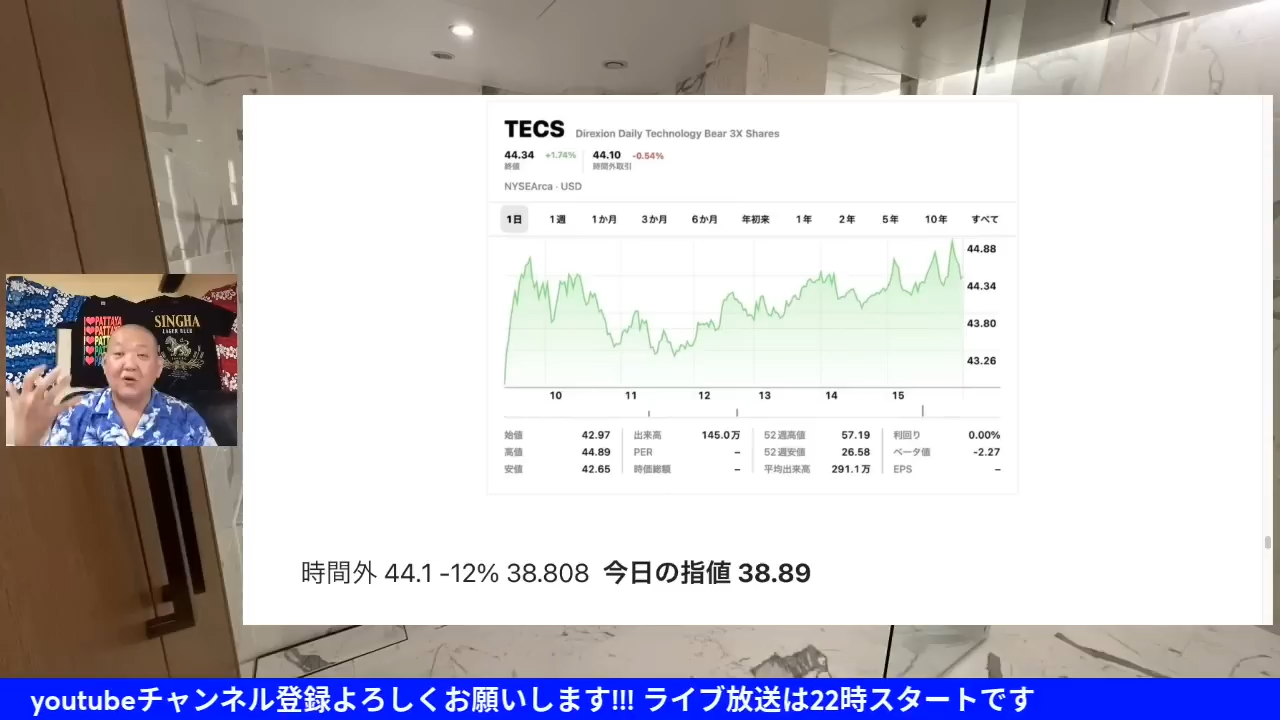 TECS Direxion Daily Technology Bear 3X Shares
44.34 +1.74% 44.10 -0.54%
終値 時間外取引
NYSEArca · USD
1日 1週 1か月 3か月 6か月 年初来 1年 2年 5年 10年 すべて
44.88
44.34
43.80
43.26
10 11 12 13 14 15
始値 42.97 出来高 145.0万 52週高値 57.19 利回り 0.00%
高値 44.89 PER – 52週安値 26.58 ベータ値 -2.27
安値 42.65 時価総額 – 平均出来高 291.1万 EPS –
PATTAYA
SINGHA
LAGER BEER
時間外 44.1 -12% 38.808 今日の指値 38.89
youtubeチャンネル登録よろしくお願いします!!! ライブ放送は22時スタートです